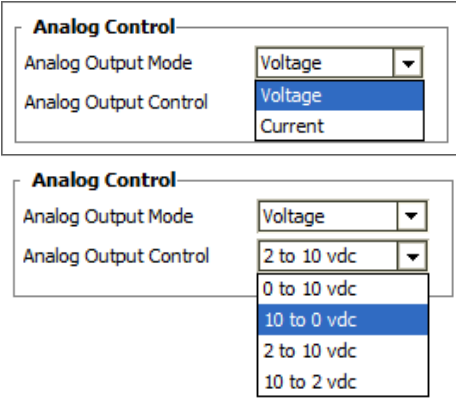 Analog Control
Analog Output Mode Voltage
Voltage
Analog Output Control
Current
Analog Control
Analog Output Mode Voltage
Analog Output Control 2 to 10 vdc
0 to 10 vdc
10 to 0 vdc
2 to 10 vdc
10 to 2 vdc